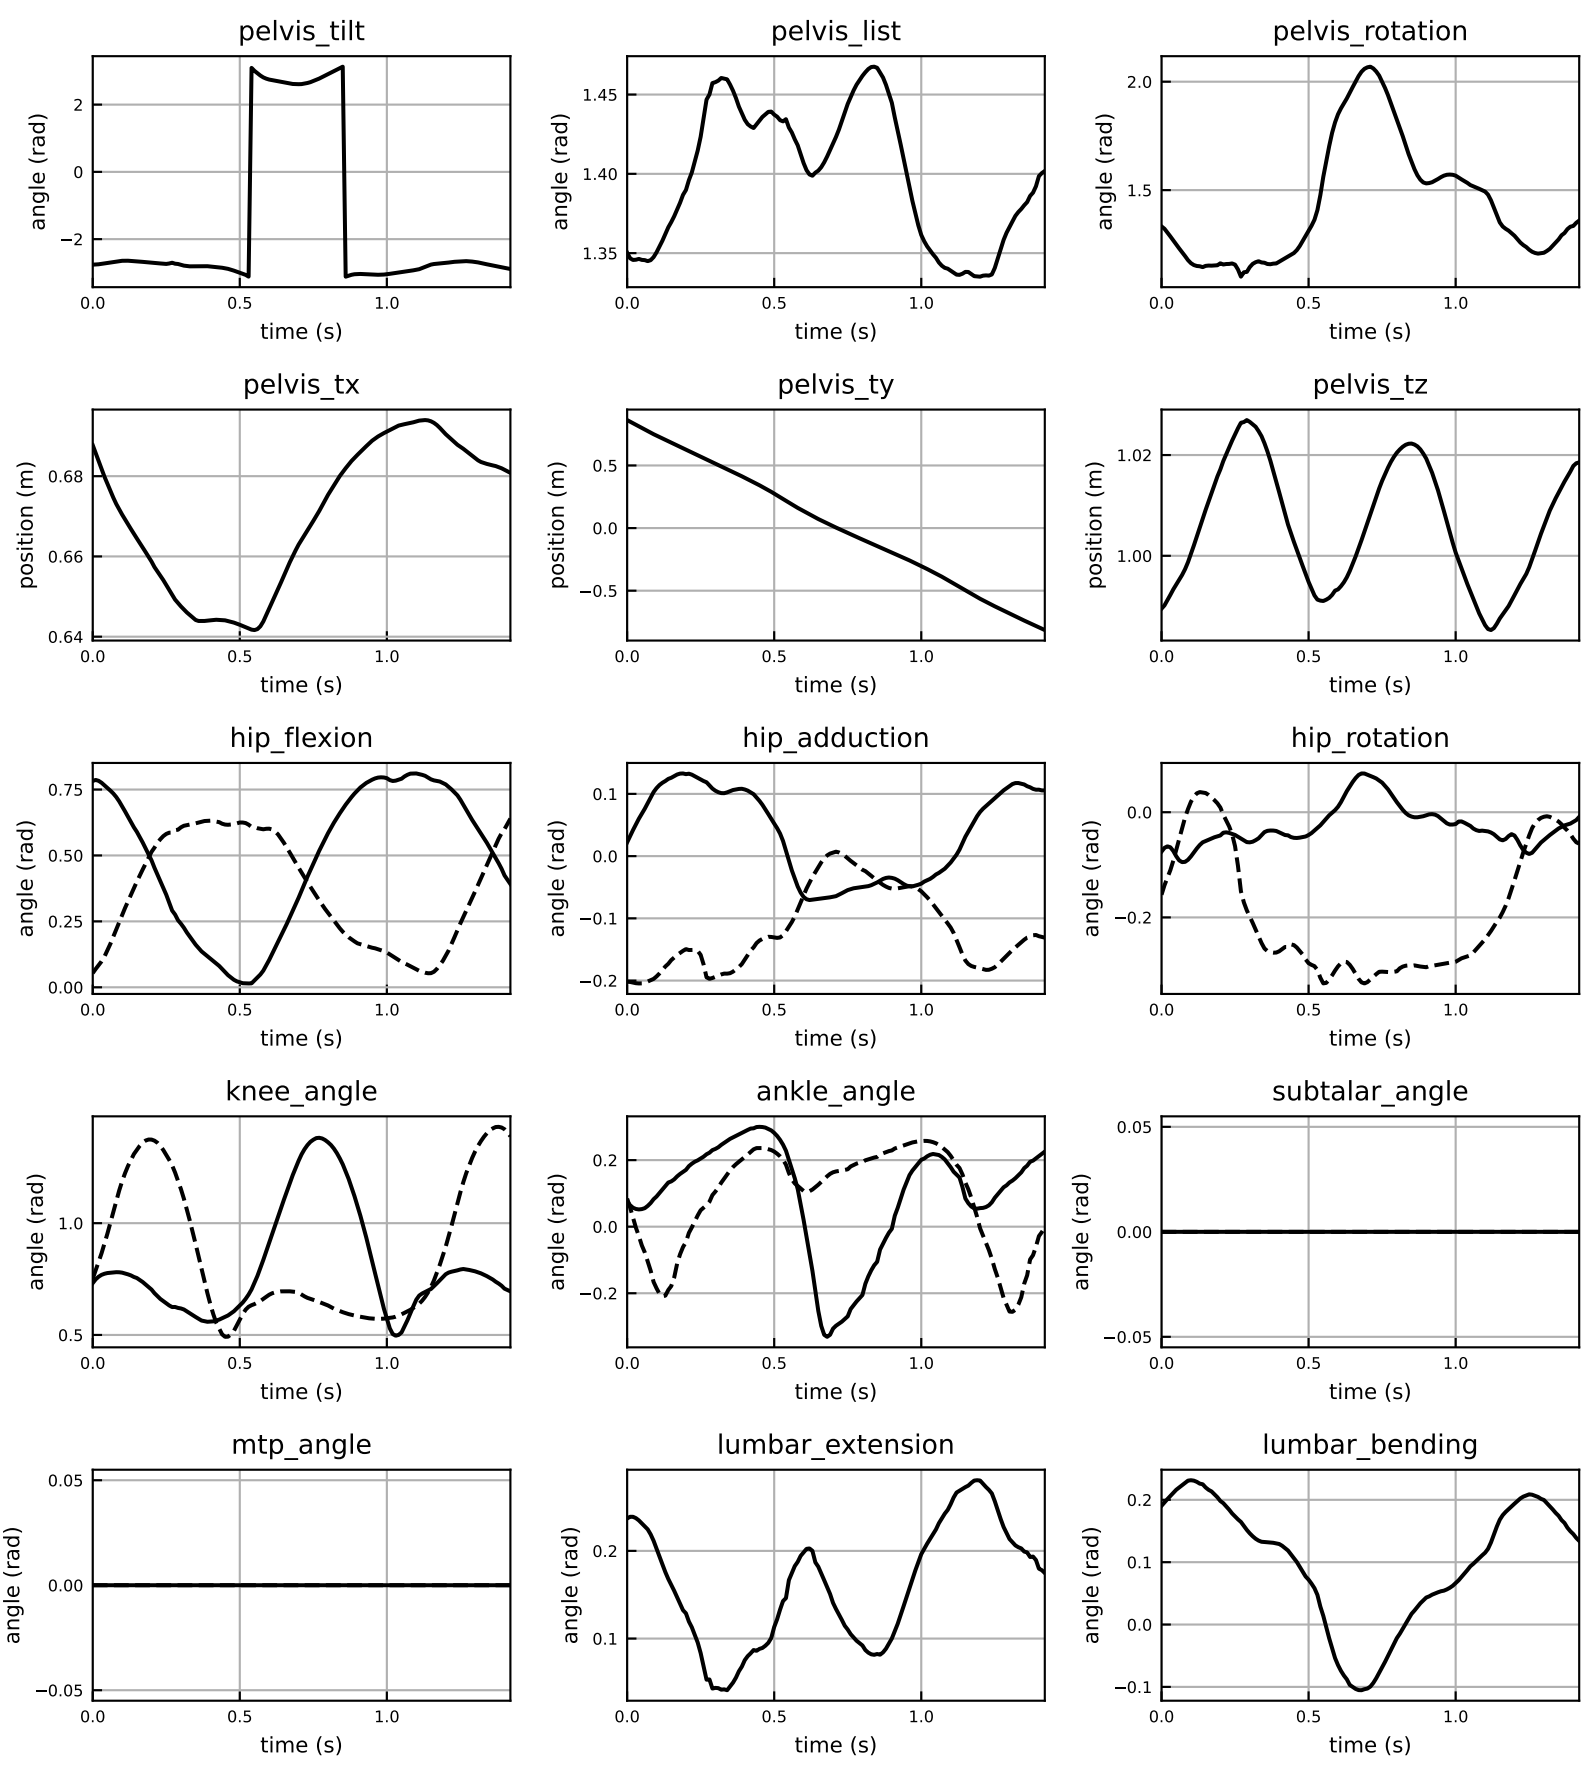 pelvis_tilt
angle (rad)
2
0
−2
0.0 0.5 1.0
time (s)
pelvis_list
angle (rad)
1.45
1.40
1.35
0.0 0.5 1.0
time (s)
pelvis_rotation
angle (rad)
2.0
1.5
0.0 0.5 1.0
time (s)
pelvis_tx
position (m)
0.68
0.66
0.64
0.0 0.5 1.0
time (s)
pelvis_ty
position (m)
0.5
0.0
−0.5
0.0 0.5 1.0
time (s)
pelvis_tz
position (m)
1.02
1.00
0.0 0.5 1.0
time (s)
hip_flexion
angle (rad)
0.75
0.50
0.25
0.00
0.0 0.5 1.0
time (s)
hip_adduction
angle (rad)
0.1
0.0
−0.1
−0.2
0.0 0.5 1.0
time (s)
hip_rotation
angle (rad)
0.0
−0.2
0.0 0.5 1.0
time (s)
knee_angle
angle (rad)
1.0
0.5
0.0 0.5 1.0
time (s)
ankle_angle
angle (rad)
0.2
0.0
−0.2
0.0 0.5 1.0
time (s)
subtalar_angle
angle (rad)
0.05
0.00
−0.05
0.0 0.5 1.0
time (s)
mtp_angle
angle (rad)
0.05
0.00
−0.05
0.0 0.5 1.0
time (s)
lumbar_extension
angle (rad)
0.2
0.1
0.0 0.5 1.0
time (s)
lumbar_bending
angle (rad)
0.2
0.1
0.0
−0.1
0.0 0.5 1.0
time (s)